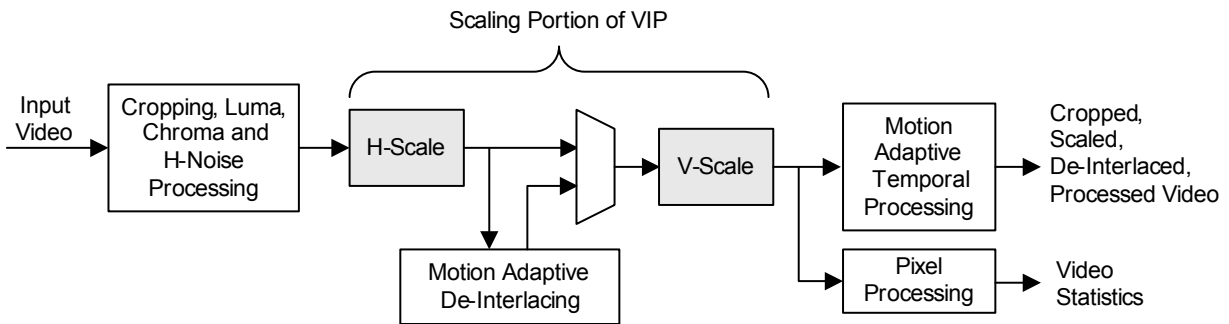 Scaling Portion of VIP
Input
Video
Cropping, Luma,
Chroma and
H-Noise
Processing
H-Scale
Motion Adaptive
De-Interlacing
V-Scale
Motion
Adaptive
Temporal
Processing
Cropped,
Scaled,
De-Interlaced,
Processed Video
Pixel
Processing
Video
Statistics